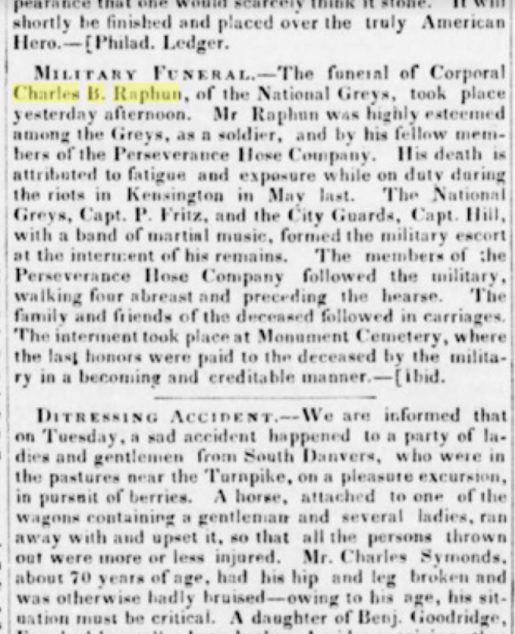 pearance that one would scarcely think it stone. It will
shortly be finished and placed over the truly American
Hero.—[Philad. Ledger.
MILITARY FUNERAL.—The funeral of Corporal
Charles B. Raphun, of the National Greys, took place
yesterday afternoon. Mr Raphun was highly esteemed
among the Greys, as a soldier, and by his fellow mem-
bers of the Perseverance Hose Company. His death is
attributed to fatigue and exposure while on duty during
the riots in Kensington in May last. The National
Greys, Capt. P. Fritz, and the City Guards, Capt. Hill,
with a band of martial music, formed the military escort
at the interment of his remains. The members of the
Perseverance Hose Company followed the military,
walking four abreast and preceding the hearse. The
family and friends of the deceased followed in carriages.
The interment took place at Monument Cemetery, where
the last honors were paid to the deceased by the milita-
ry in a becoming and creditable manner.—[Ibid.
DITRESSING ACCIDENT.—We are informed that
on Tuesday, a sad accident happened to a party of la-
dies and gentlemen from South Danvers, who were in
the pastures near the Turnpike, on a pleasure excursion,
in pursuit of berries. A horse, attached to one of the
wagons containing a gentleman and several ladies, ran
away with and upset it, so that all the persons thrown
out were more or less injured. Mr. Charles Symonds,
about 70 years of age, had his hip and leg broken and
was otherwise badly bruised—owing to his age, his sit-
uation must be critical. A daughter of Benj. Goodridge,